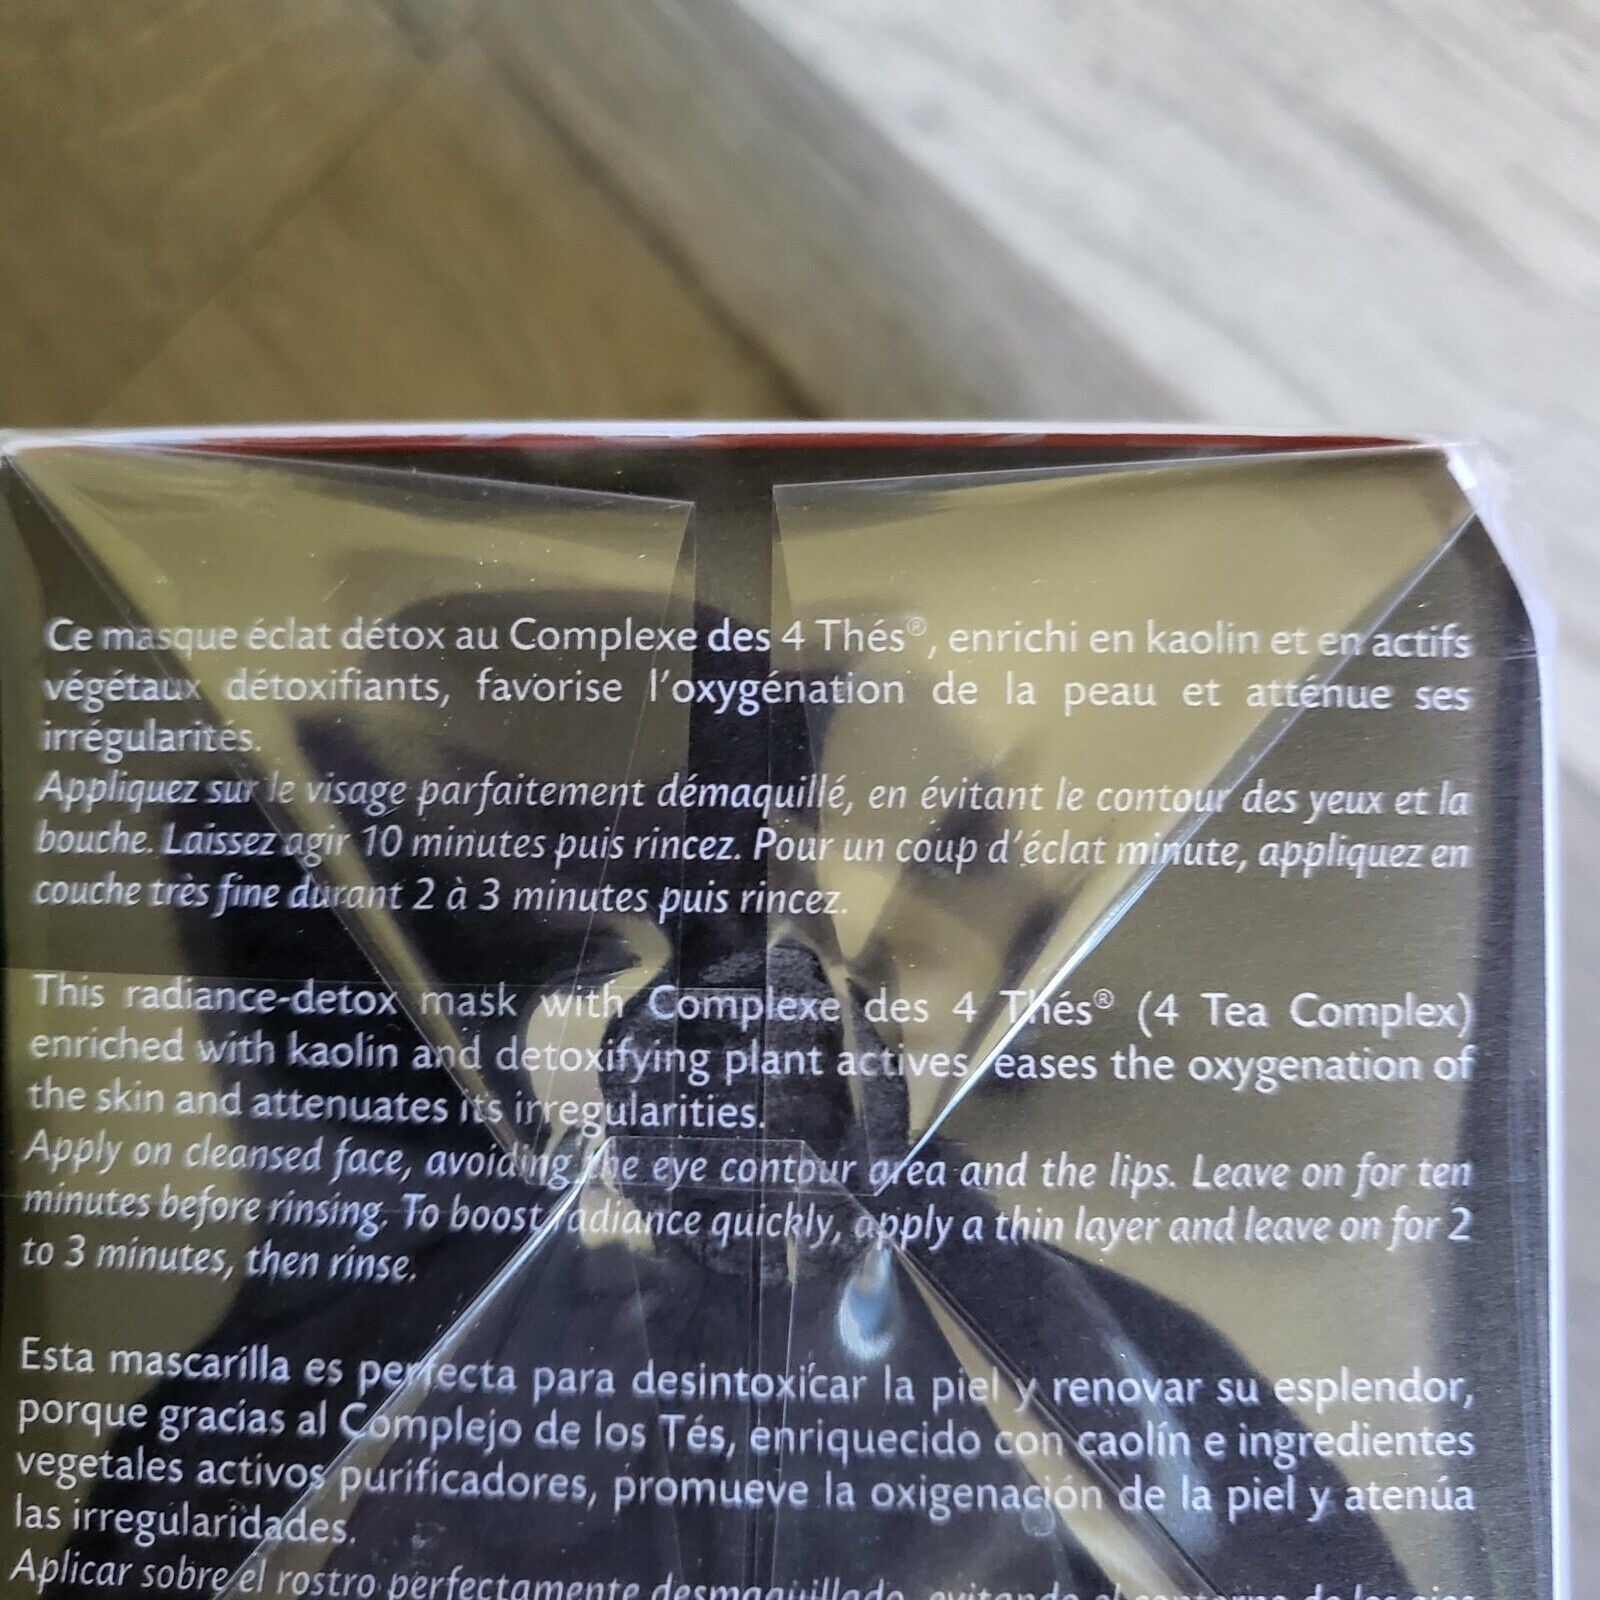 Ce masque éclat détox au Complexe des 4 Thés®, enrichi en kaolin et en actifs
végétaux détoxifiants, favorise l'oxygénation de la peau et atténue ses
irrégularités.
Appliquez sur le visage parfaitement démaquillé, en évitant le contour des yeux et la
bouche. Laissez agir 10 minutes puis rincez. Pour un coup d'éclat minute, appliquez en
couche très fine durant 2 à 3 minutes puis rincez.
This radiance-detox mask with Complexe des 4 Thés® (4 Tea Complex)
enriched with kaolin and detoxifying plant actives, eases the oxygenation of
the skin and attenuates its irregularities.
Apply on cleansed face, avoiding the eye contour area and the lips. Leave on for ten
minutes before rinsing. To boost radiance quickly, apply a thin layer and leave on for 2
to 3 minutes, then rinse.
Esta mascarilla es perfecta para desintoxicar la piel y renovar su esplendor,
porque gracias al Complejo de los Tés, enriquecido con caolín e ingredientes
vegetales activos purificadores, promueve la oxigenación de la piel y atenúa
las irregularidades.
Aplicar sobre el rostro perfectamente desmaquillado, evitando el contorno de los ojos